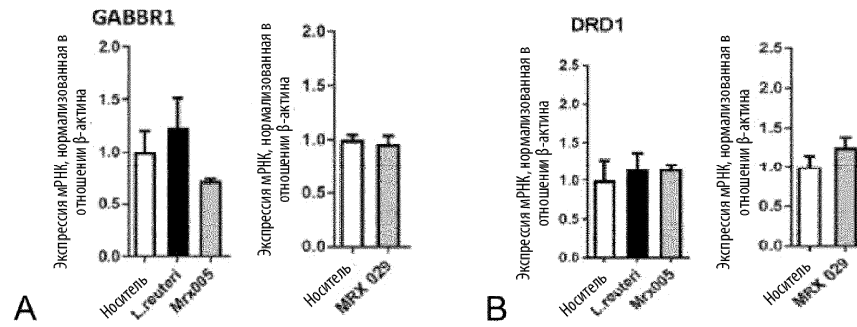 GABBR1
Экспрессия мРНК, нормализованная в
отношении β-актина
2.0
1.5
1.0
0.5
0.0
Носитель
L.reuteri
Mrx005
Экспрессия мРНК, нормализованная в
отношении β-актина
2.0
1.5
1.0
0.5
0.0
Носитель
MRX 029
A
DRD1
Экспрессия мРНК, нормализованная в
отношении β-актина
2.5
2.0
1.5
1.0
0.5
0.0
Носитель
L.reuteri
Mrx005
Экспрессия мРНК, нормализованная в
отношении β-актина
2.5
2.0
1.5
1.0
0.5
0.0
Носитель
MRX 029
B